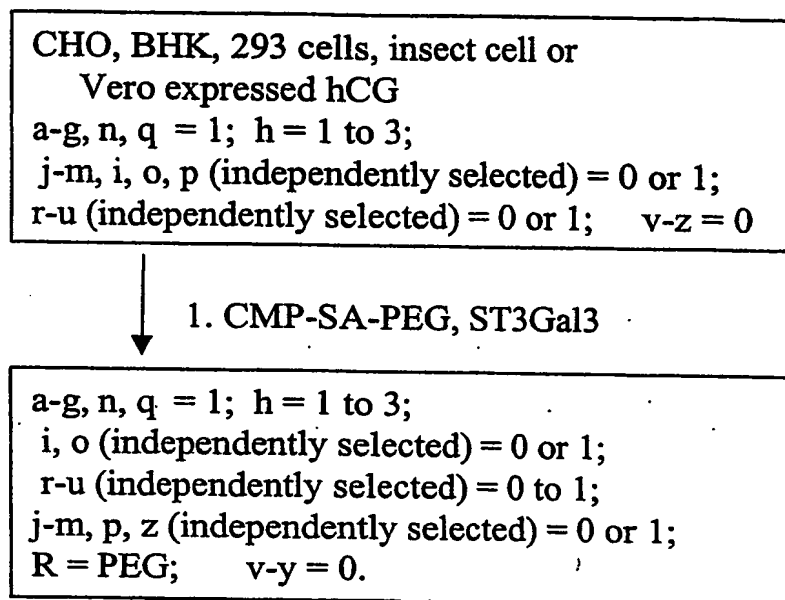 CHO, BHK, 293 cells, insect cell or
Vero expressed hCG
a-g, n, q = 1; h = 1 to 3;
j-m, i, o, p (independently selected) = 0 or 1;
r-u (independently selected) = 0 or 1; v-z = 0
1. CMP-SA-PEG, ST3Gal3
a-g, n, q = 1; h = 1 to 3;
i, o (independently selected) = 0 or 1;
r-u (independently selected) = 0 to 1;
j-m, p, z (independently selected) = 0 or 1;
R = PEG; v-y = 0.